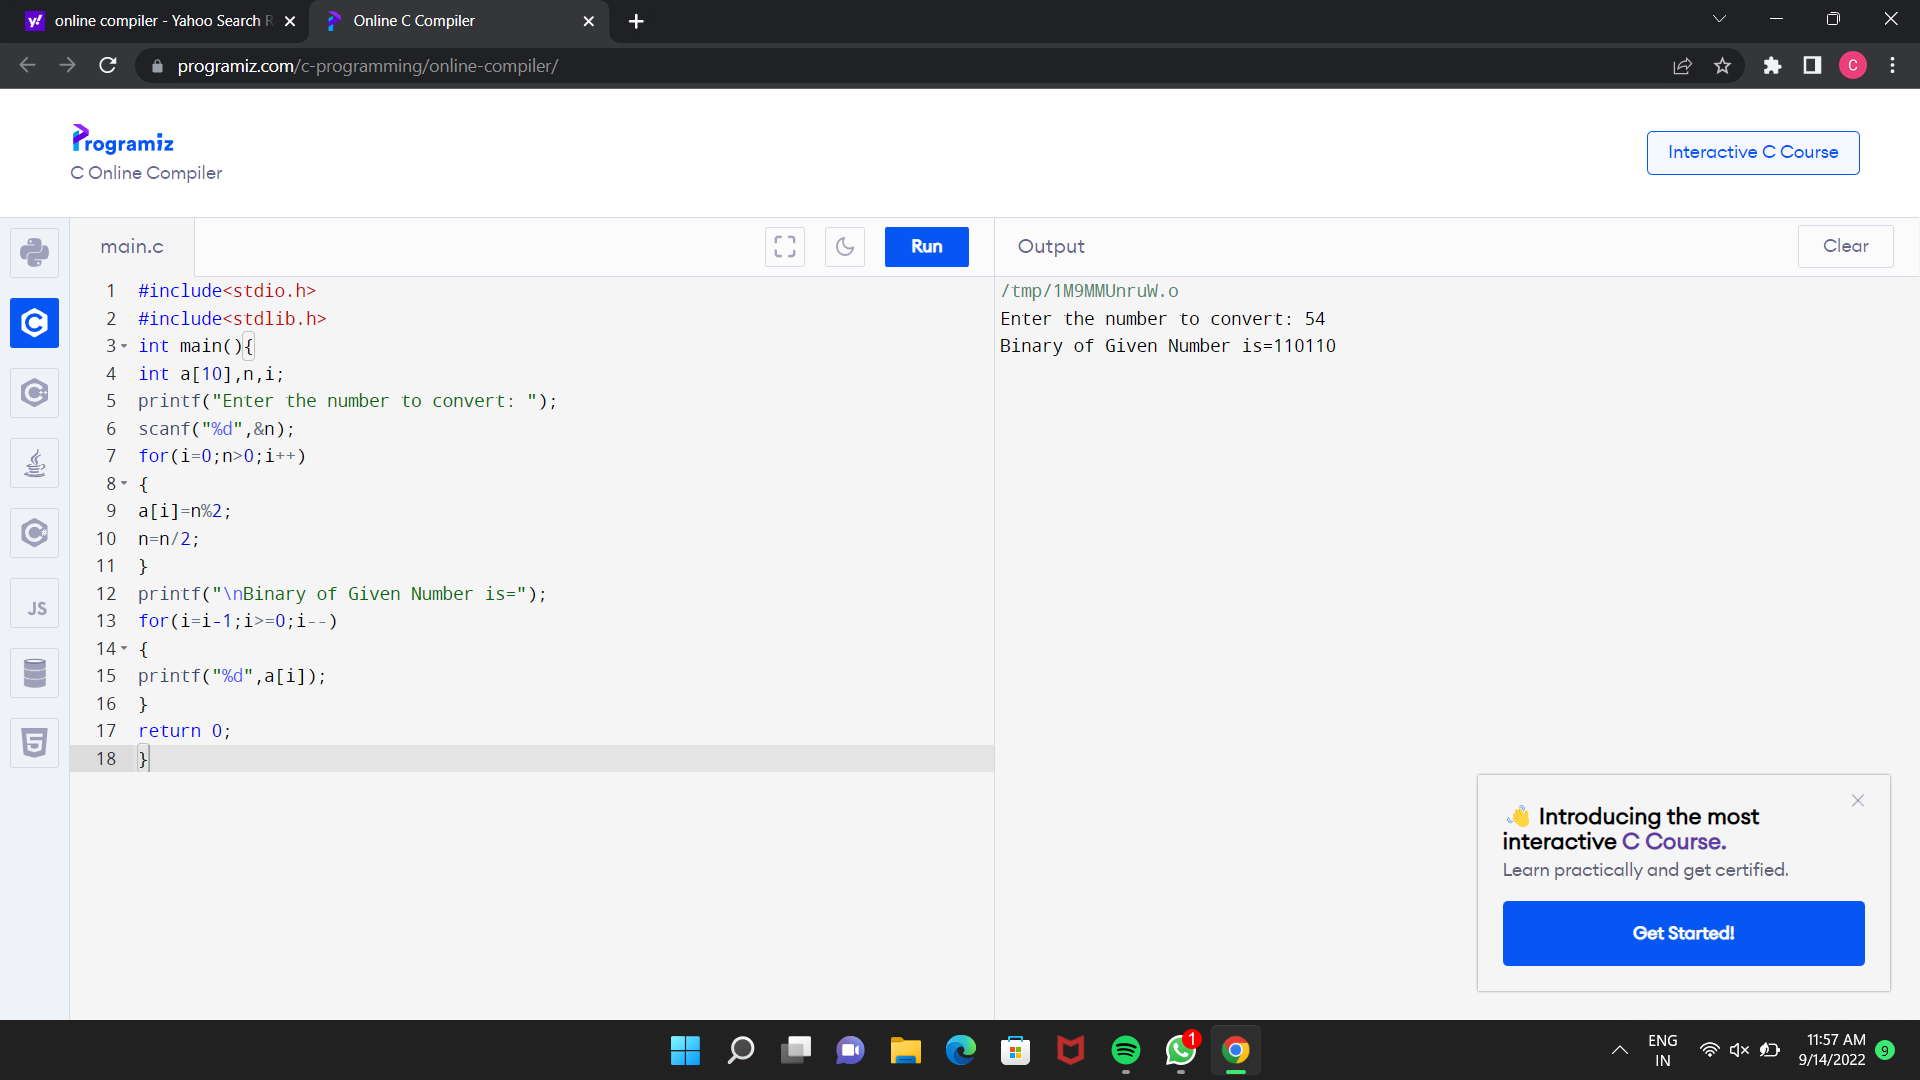 online compiler - Yahoo Search R
Online C Compiler
programiz.com/c-programming/online-compiler/
C
Programiz
C Online Compiler
Interactive C Course
main.c
Run
Output
Clear
1 #include<stdio.h>
2 #include<stdlib.h>
3 int main(){
4 int a[10],n,i;
5 printf("Enter the number to convert: ");
6 scanf("%d",&n);
7 for(i=0;n>0;i++)
8 {
9 a[i]=n%2;
10 n=n/2;
11 }
12 printf("\nBinary of Given Number is=");
13 for(i=i-1;i>=0;i--)
14 {
15 printf("%d",a[i]);
16 }
17 return 0;
18 }
/tmp/1M9MMUnruW.o
Enter the number to convert: 54
Binary of Given Number is=110110
JS
👋 Introducing the most
interactive C Course.
Learn practically and get certified.
Get Started!
1
ENG
IN
11:57 AM
9/14/2022
9